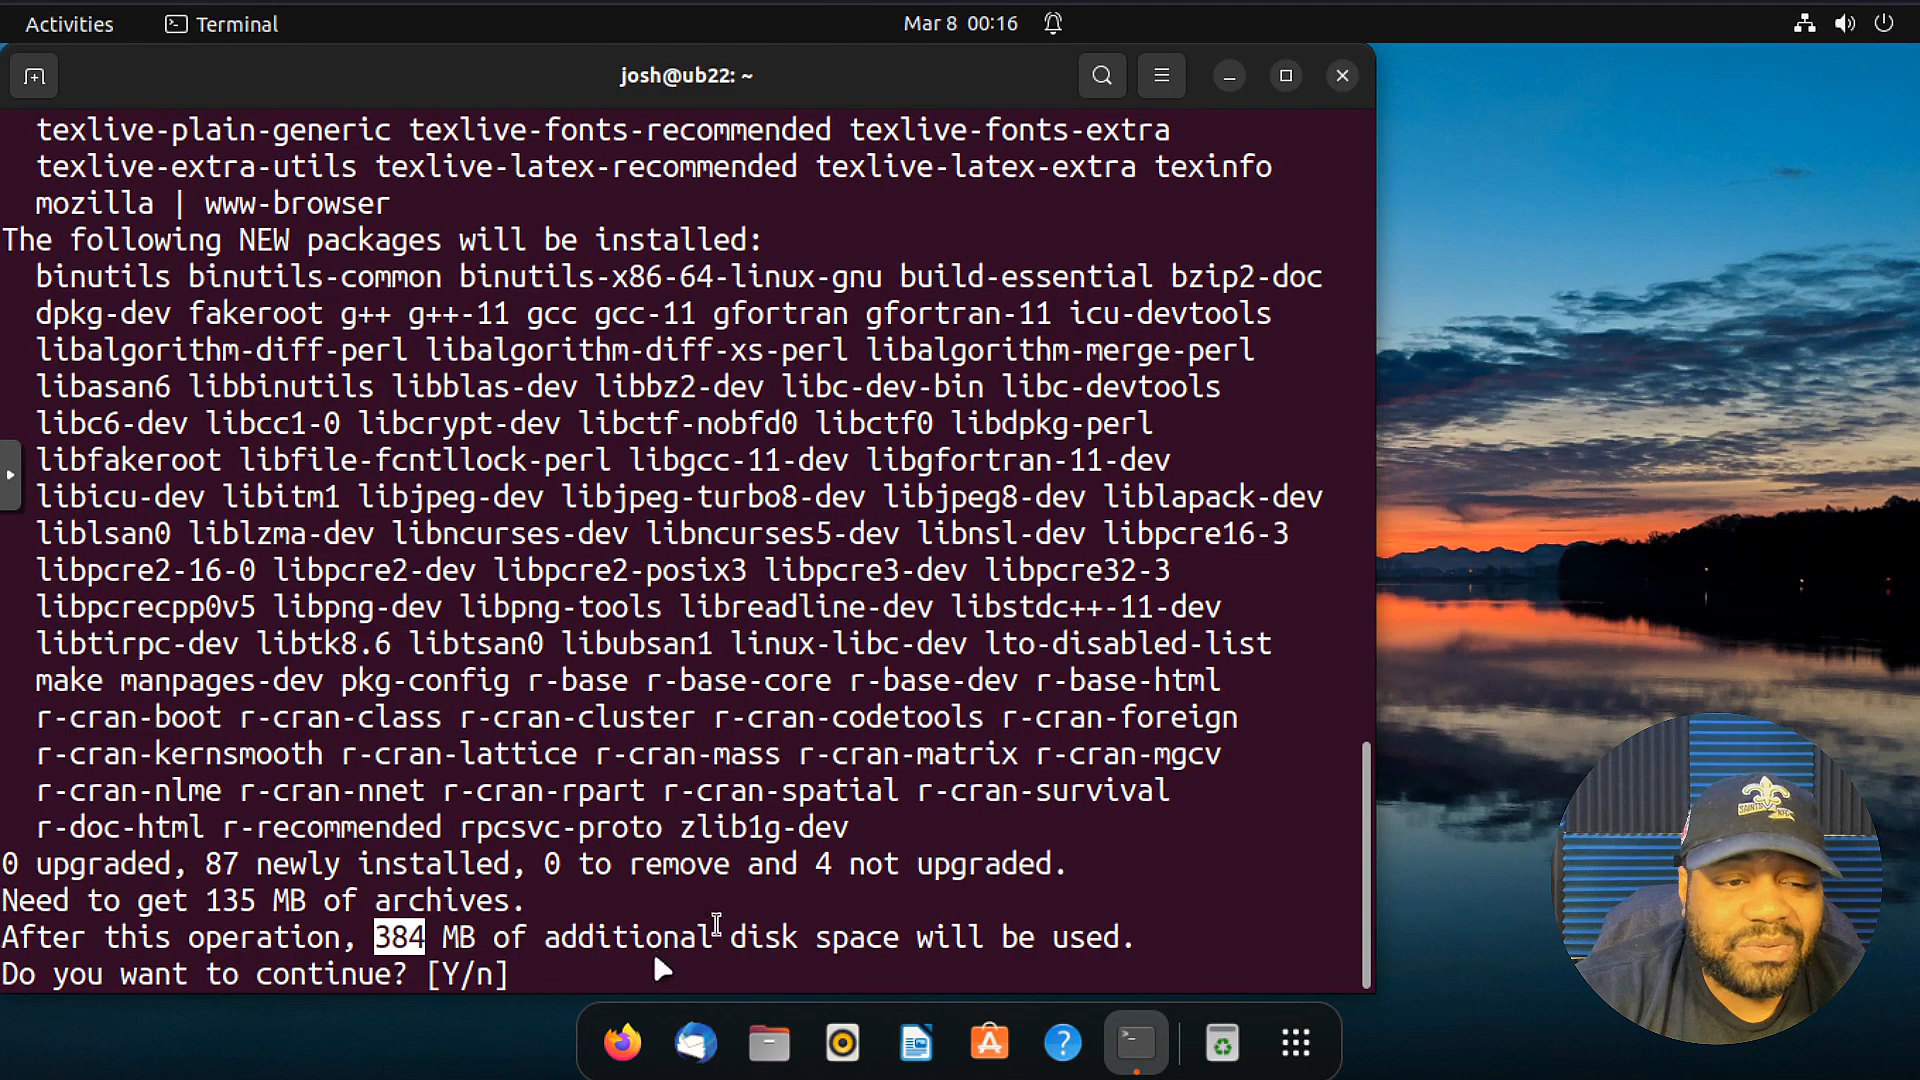 Activities
Terminal
Mar 8 00:16
josh@ub22: ~
texlive-plain-generic texlive-fonts-recommended texlive-fonts-extra
texlive-extra-utils texlive-latex-recommended texlive-latex-extra texinfo
mozilla | www-browser
The following NEW packages will be installed:
binutils binutils-common binutils-x86-64-linux-gnu build-essential bzip2-doc
dpkg-dev fakeroot g++ g++-11 gcc gcc-11 gfortran gfortran-11 icu-devtools
libalgorithm-diff-perl libalgorithm-diff-xs-perl libalgorithm-merge-perl
libasan6 libbinutils libblas-dev libbz2-dev libc-dev-bin libc-devtools
libc6-dev libcc1-0 libcrypt-dev libctf-nobfd0 libctf0 libdpkg-perl
libfakeroot libfile-fcntllock-perl libgcc-11-dev libgfortran-11-dev
libicu-dev libitm1 libjpeg-dev libjpeg-turbo8-dev libjpeg8-dev liblapack-dev
liblsan0 liblzma-dev libncurses-dev libncurses5-dev libnsl-dev libpcre16-3
libpcre2-16-0 libpcre2-dev libpcre2-posix3 libpcre3-dev libpcre32-3
libpcrecpp0v5 libpng-dev libpng-tools libreadline-dev libstdc++-11-dev
libtirpc-dev libtk8.6 libtsan0 libubsan1 linux-libc-dev lto-disabled-list
make manpages-dev pkg-config r-base r-base-core r-base-dev r-base-html
r-cran-boot r-cran-class r-cran-cluster r-cran-codetools r-cran-foreign
r-cran-kernsmooth r-cran-lattice r-cran-mass r-cran-matrix r-cran-mgcv
r-cran-nlme r-cran-nnet r-cran-rpart r-cran-spatial r-cran-survival
r-doc-html r-recommended rpcsvc-proto zlib1g-dev
0 upgraded, 87 newly installed, 0 to remove and 4 not upgraded.
Need to get 135 MB of archives.
After this operation, 384 MB of additional disk space will be used.
Do you want to continue? [Y/n]
SAINTS